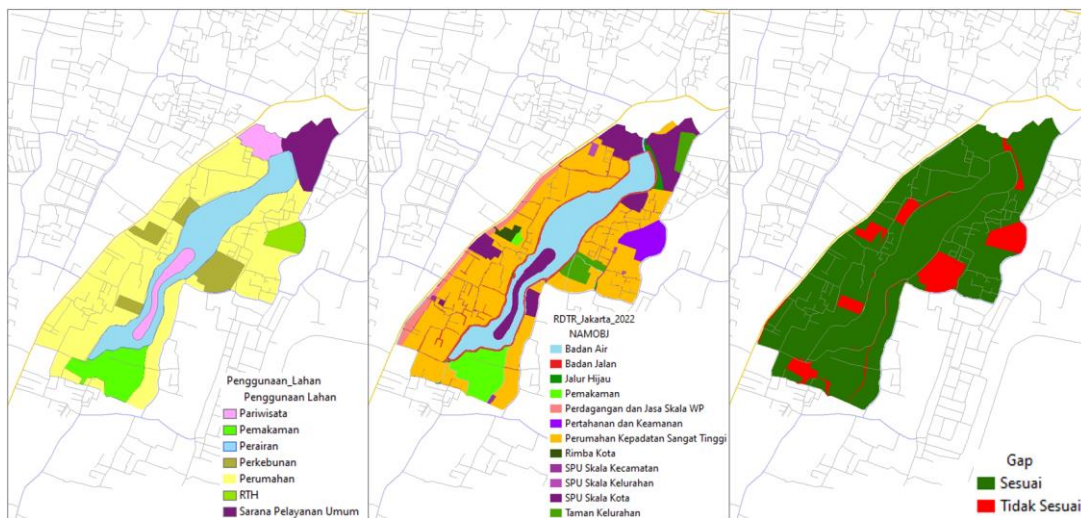 Penggunaan_Lahan
Penggunaan Lahan
Pariwisata
Pemakaman
Perairan
Perkebunan
Perumahan
RTH
Sarana Pelayanan Umum
RDTR_Jakarta_2022
NAMOBJ
Badan Air
Badan Jalan
Jalur Hijau
Pemakaman
Perdagangan dan Jasa Skala WP
Pertahanan dan Keamanan
Perumahan Kepadatan Sangat Tinggi
Rimba Kota
SPU Skala Kecamatan
SPU Skala Kelurahan
SPU Skala Kota
Taman Kelurahan
Gap
Sesuai
Tidak Sesuai